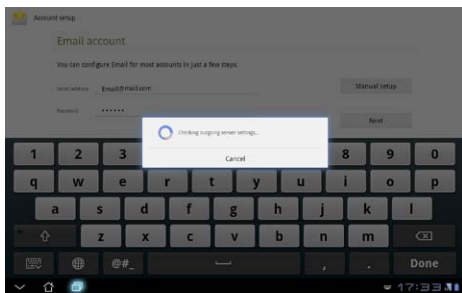 Account setup
Email account
You can configure Email for most accounts in just a few steps.
Email address Email@mail.com
Manual setup
Password ••••••
Next
Checking outgoing server settings...
Cancel
1 2 3 8 9 0
q w e r t y u i o p
a s d f g h j k l
z x c v b n m
@#_ , . Done
17:33